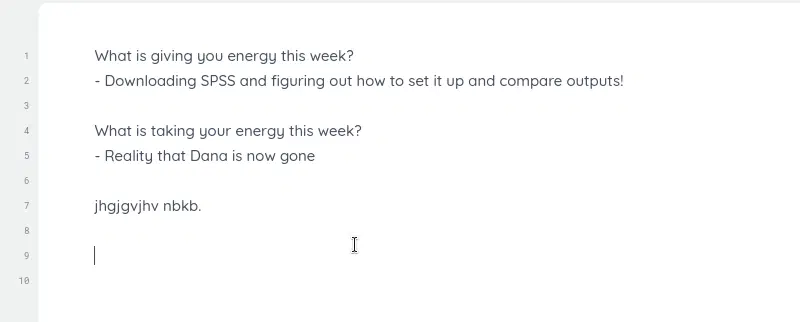 1 What is giving you energy this week?
2 - Downloading SPSS and figuring out how to set it up and compare outputs!
3
4 What is taking your energy this week?
5 - Reality that Dana is now gone
6
7 jhgjgvjhv nbkb.
8
9
10